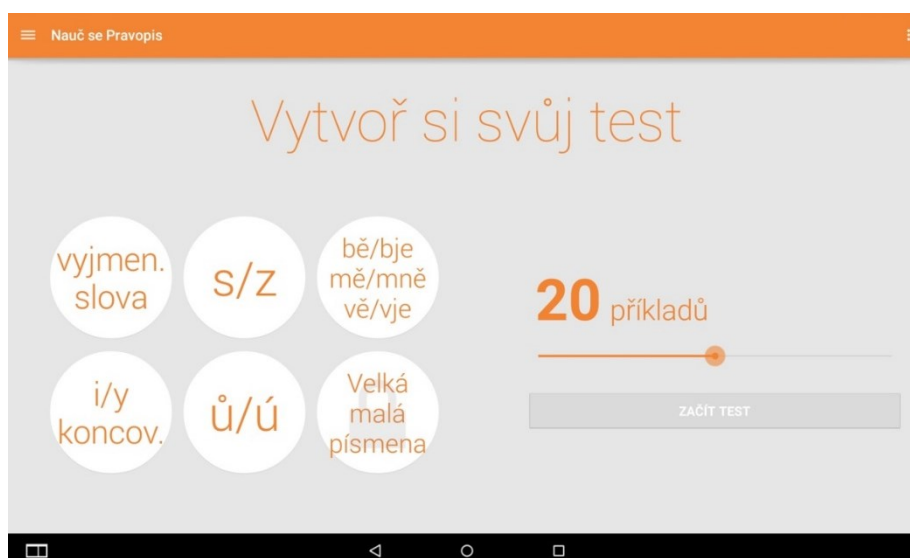 Nauč se Pravopis
Vytvoř si svůj test
vyjmen.
slova
s/z
bě/bje
mě/mně
vě/vje
i/y
koncov.
ů/ú
Velká
malá
písmena
20 příkladů
ZAČÍT TEST